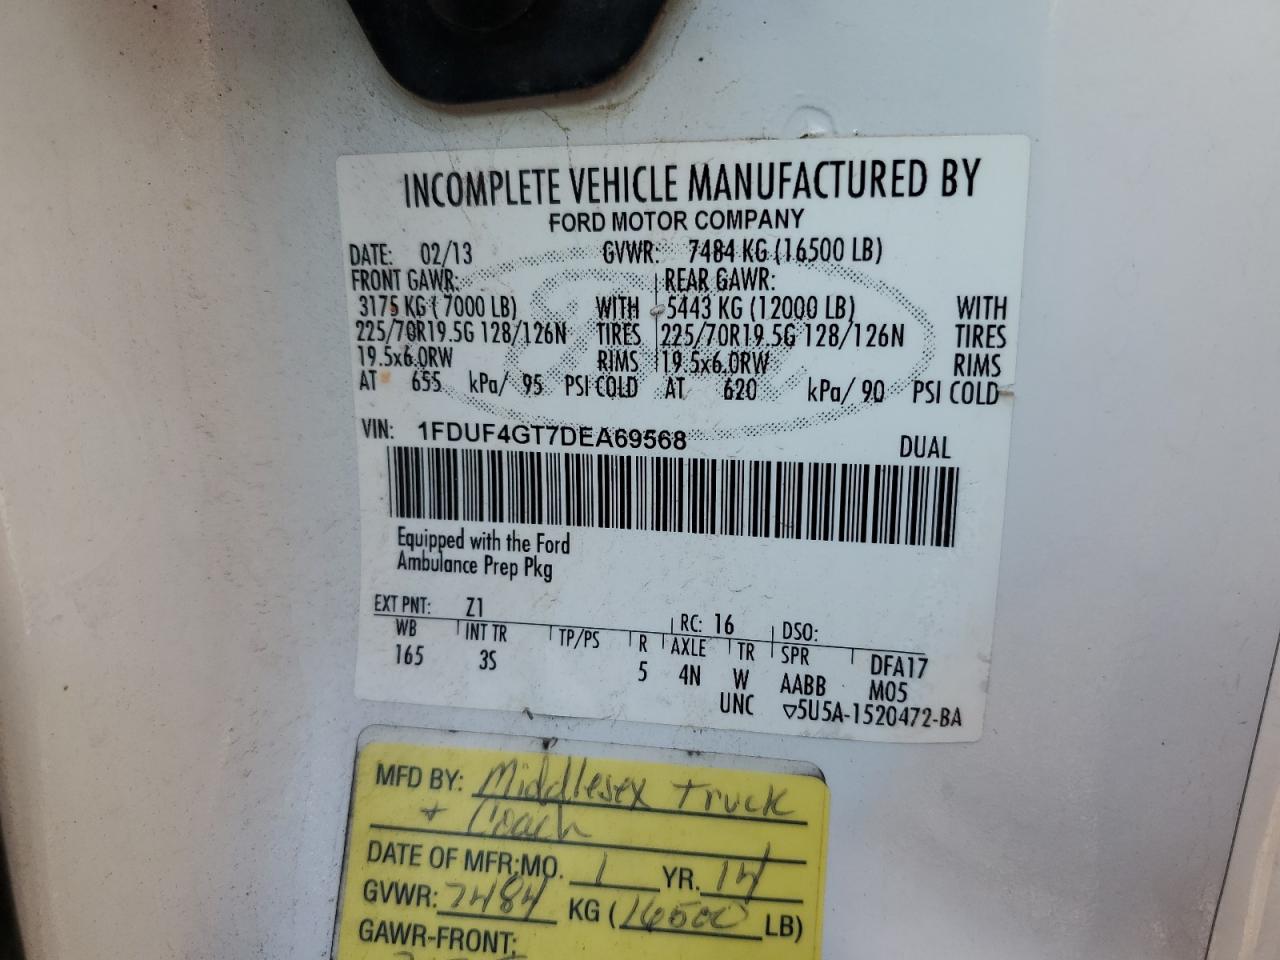 INCOMPLETE VEHICLE MANUFACTURED BY
FORD MOTOR COMPANY
DATE: 02/13 GVWR: 7484 KG (16500 LB)
FRONT GAWR: REAR GAWR:
3175 KG ( 7000 LB) WITH 5443 KG (12000 LB) WITH
225/70R19.5G 128/126N TIRES 225/70R19.5G 128/126N TIRES
19.5x6.0RW RIMS 19.5x6.0RW RIMS
AT 655 kPa/ 95 PSI COLD AT 620 kPa/ 90 PSI COLD
VIN: 1FDUF4GT7DEA69568 DUAL
Equipped with the Ford
Ambulance Prep Pkg
EXT PNT: Z1 RC: 16 DSO:
WB INT TR TP/PS R AXLE TR SPR DFA17
165 3S 5 4N W AABB M05
UNC ▽5U5A-1520472-BA
MFD BY: Middlesex Truck
+ Coach
DATE OF MFR:MO. 1 YR. 14
GVWR: 7484 KG (16500 LB)
GAWR-FRONT: